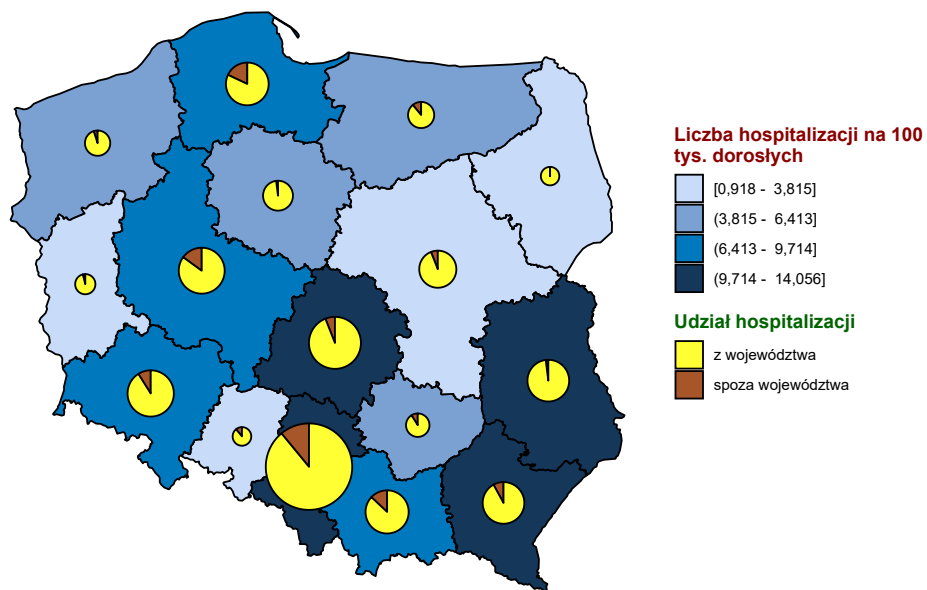 Liczba hospitalizacji na 100
tys. dorosłych
[0,918 - 3,815]
(3,815 - 6,413]
(6,413 - 9,714]
(9,714 - 14,056]
Udział hospitalizacji
z województwa
spoza województwa